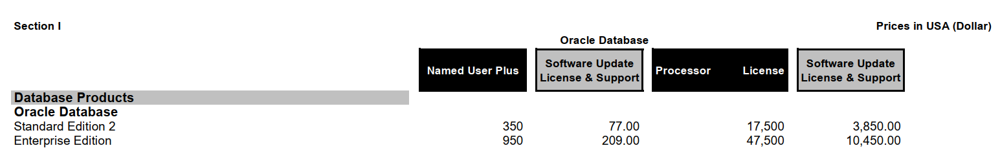 Section I Prices in USA (Dollar)
Oracle Database
Named User Plus Software Update License & Support Processor License Software Update License & Support
Database Products
Oracle Database
Standard Edition 2 350 77.00 17,500 3,850.00
Enterprise Edition 950 209.00 47,500 10,450.00